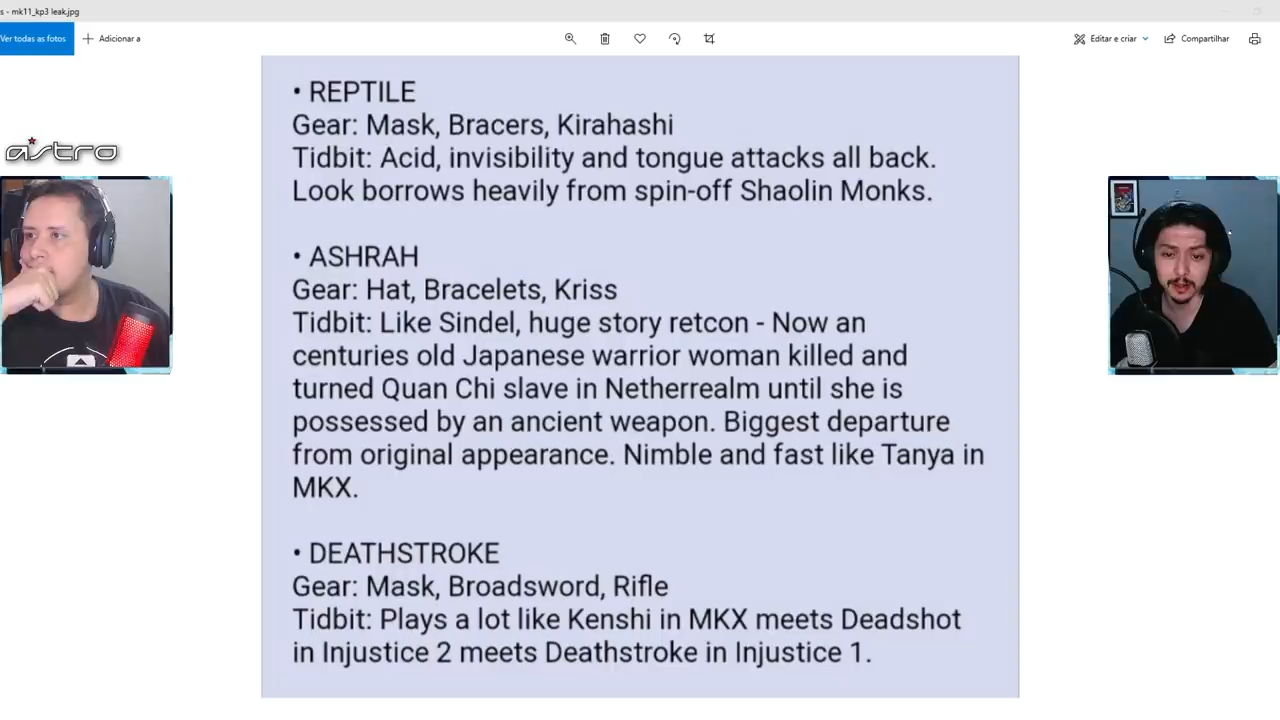 s - mk11_kp3 leak.jpg
Ver todas as fotos
Adicionar a
Editar e criar
Compartilhar
• REPTILE
Gear: Mask, Bracers, Kirahashi
Tidbit: Acid, invisibility and tongue attacks all back.
Look borrows heavily from spin-off Shaolin Monks.
• ASHRAH
Gear: Hat, Bracelets, Kriss
Tidbit: Like Sindel, huge story retcon - Now an
centuries old Japanese warrior woman killed and
turned Quan Chi slave in Netherrealm until she is
possessed by an ancient weapon. Biggest departure
from original appearance. Nimble and fast like Tanya in
MKX.
• DEATHSTROKE
Gear: Mask, Broadsword, Rifle
Tidbit: Plays a lot like Kenshi in MKX meets Deadshot
in Injustice 2 meets Deathstroke in Injustice 1.
astro